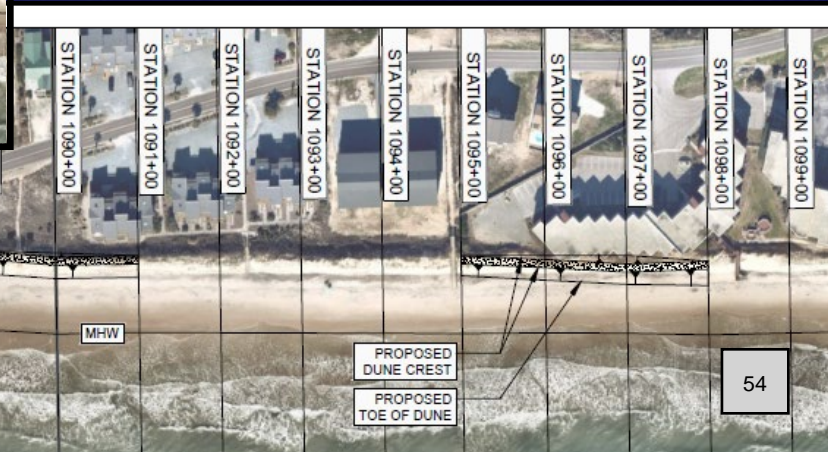 STATION 1090+00
STATION 1091+00
STATION 1092+00
STATION 1093+00
STATION 1094+00
STATION 1095+00
STATION 1096+00
STATION 1097+00
STATION 1098+00
STATION 1099+00
MHW
PROPOSED
DUNE CREST
PROPOSED
TOE OF DUNE
54